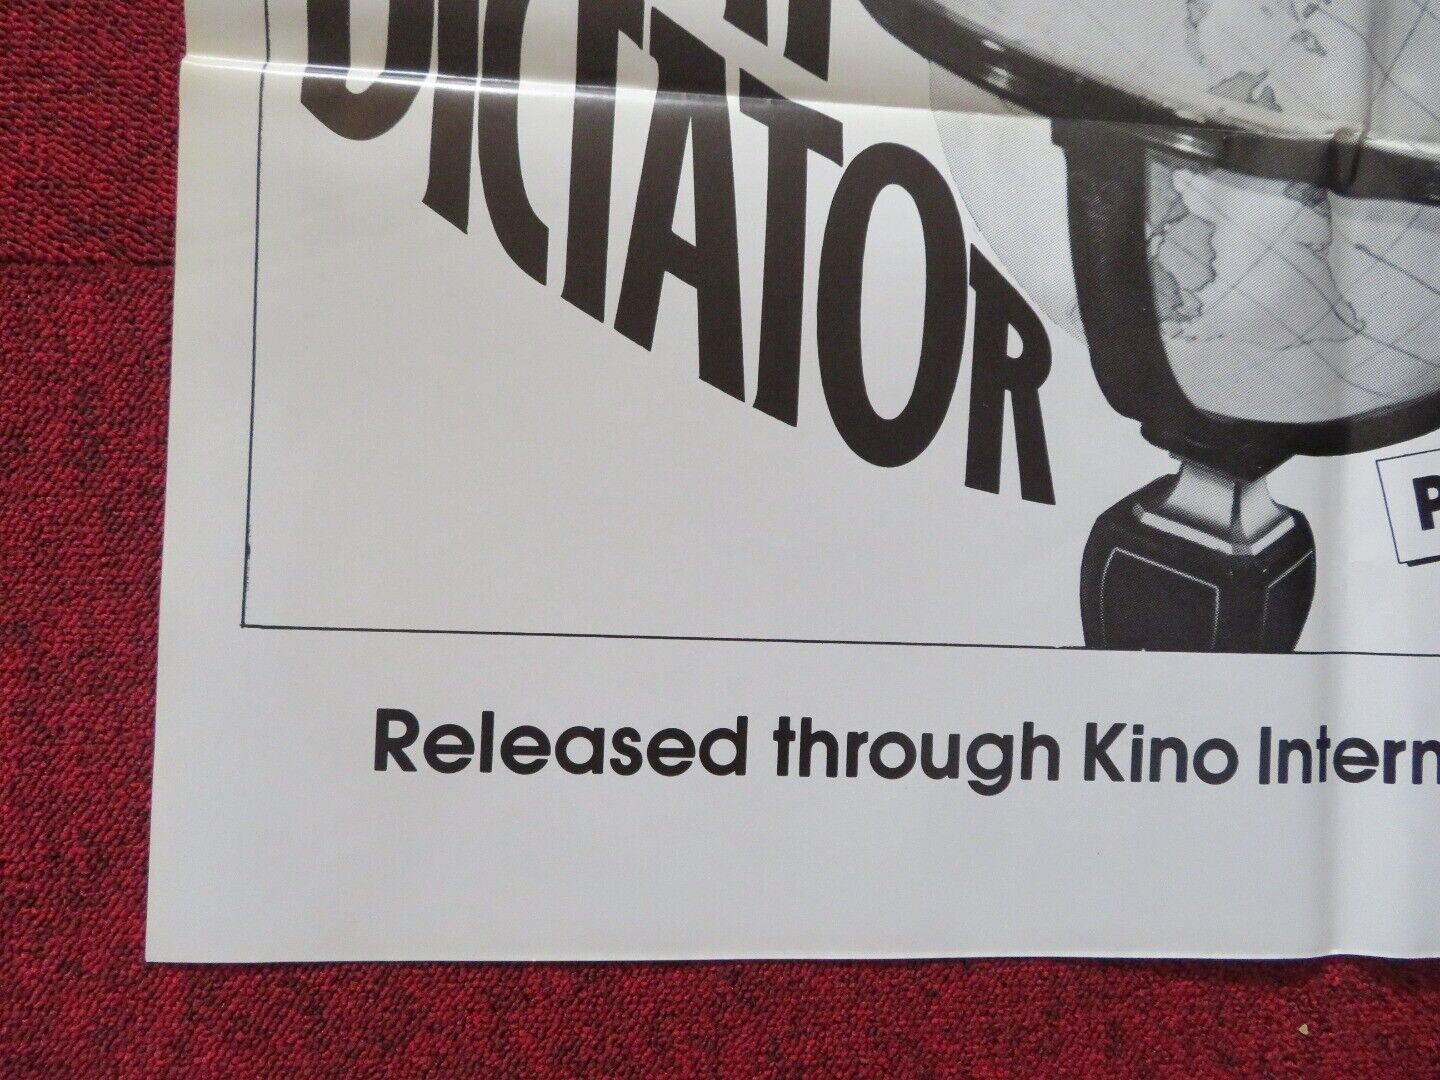 DICTATOR
P
Released through Kino Intern